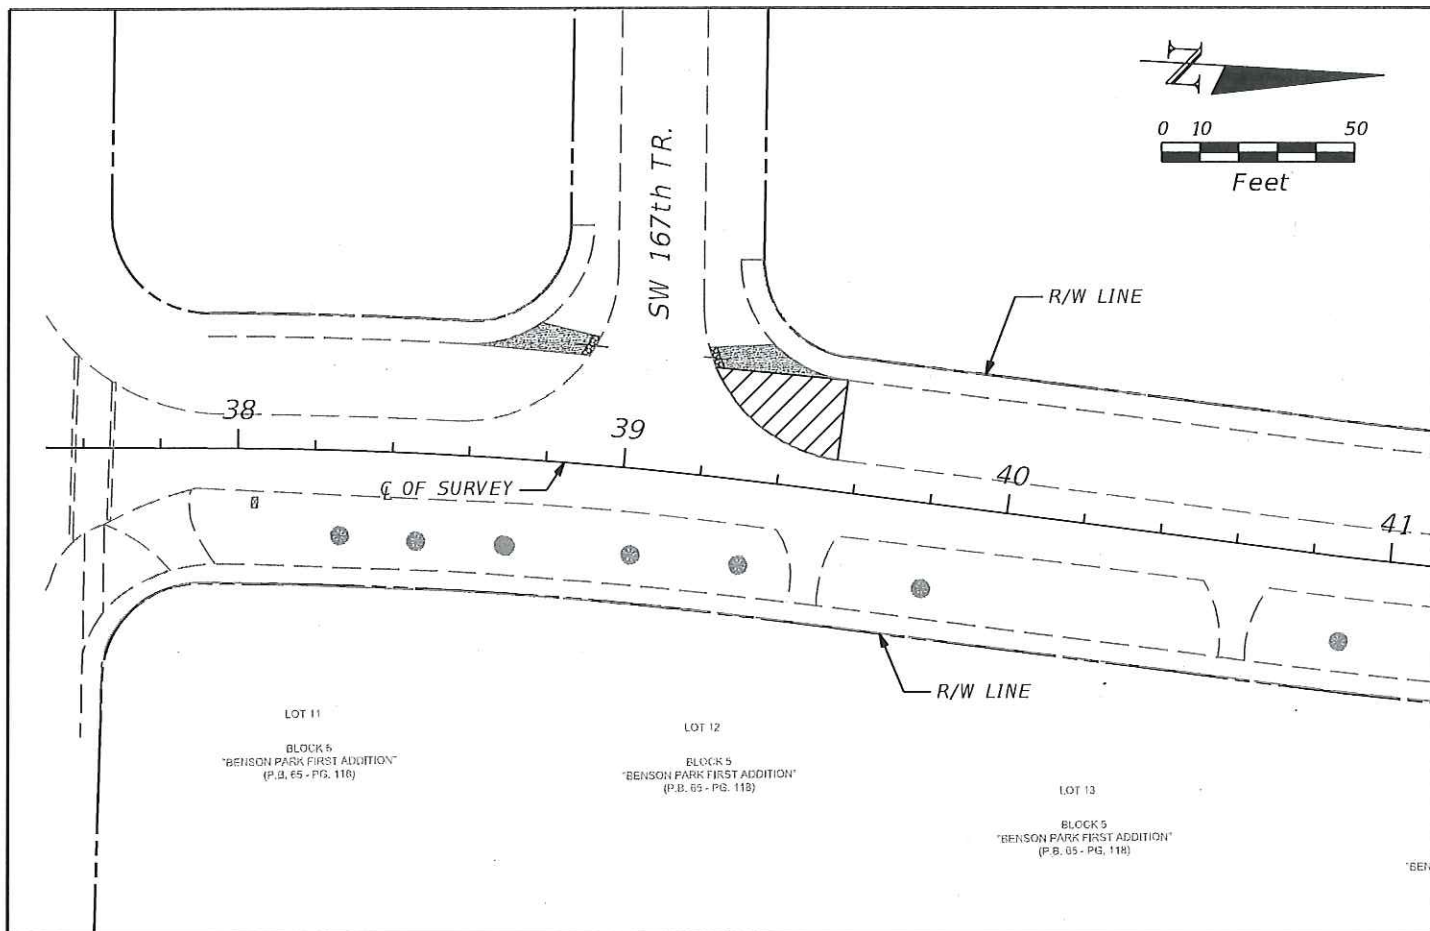 N
0 10 50
Feet
SW 167th TR.
R/W LINE
38
39
40
41
℄ OF SURVEY
R/W LINE
LOT 11
BLOCK 5
"BENSON PARK FIRST ADDITION"
(P.B. 65 - PG. 118)
LOT 12
BLOCK 5
"BENSON PARK FIRST ADDITION"
(P.B. 65 - PG. 118)
LOT 13
BLOCK 5
"BENSON PARK FIRST ADDITION"
(P.B. 65 - PG. 118)
"BEN